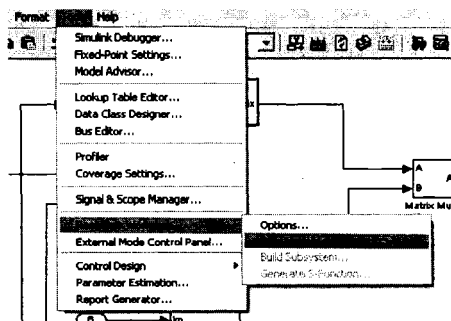 Format Help
Simulink Debugger...
Fixed-Point Settings...
Model Advisor...
Lookup Table Editor...
Data Class Designer...
Bus Editor...
Profiler
Coverage Settings...
Signal & Scope Manager...
Options...
External Mode Control Panel...
Build Subsystem...
Control Design
Generate S-Function...
Parameter Estimation...
Report Generator...
A
B
Matrix Mu